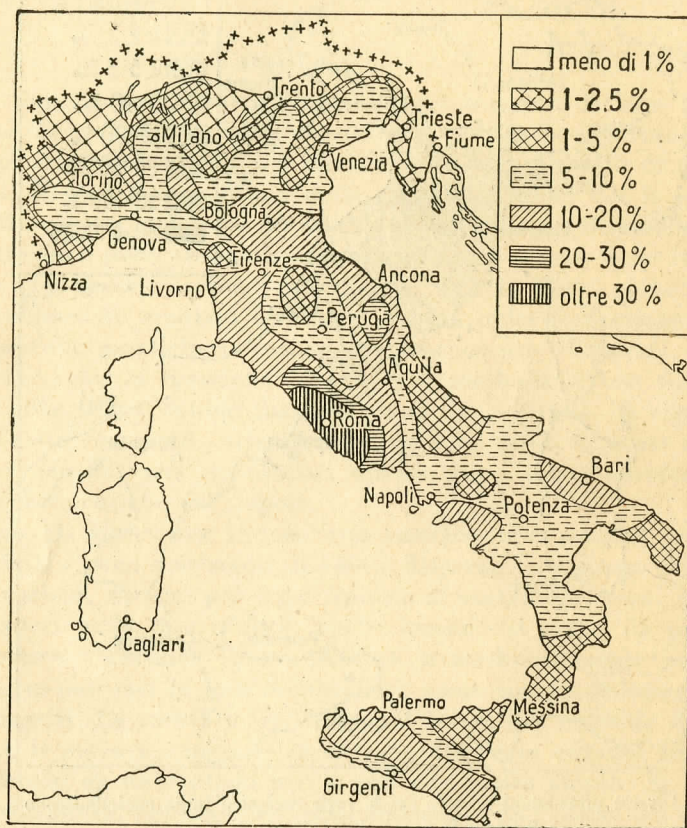 meno di 1%
1-2.5 %
1-5 %
5-10 %
10-20 %
20-30 %
oltre 30 %
Trento
Trieste
Milano
Fiume
Venezia
Torino
Bologna
Genova
Firenze
Nizza
Livorno
Ancona
Perugia
Aquila
Roma
Bari
Napoli
Potenza
Cagliari
Palermo
Messina
Girgenti